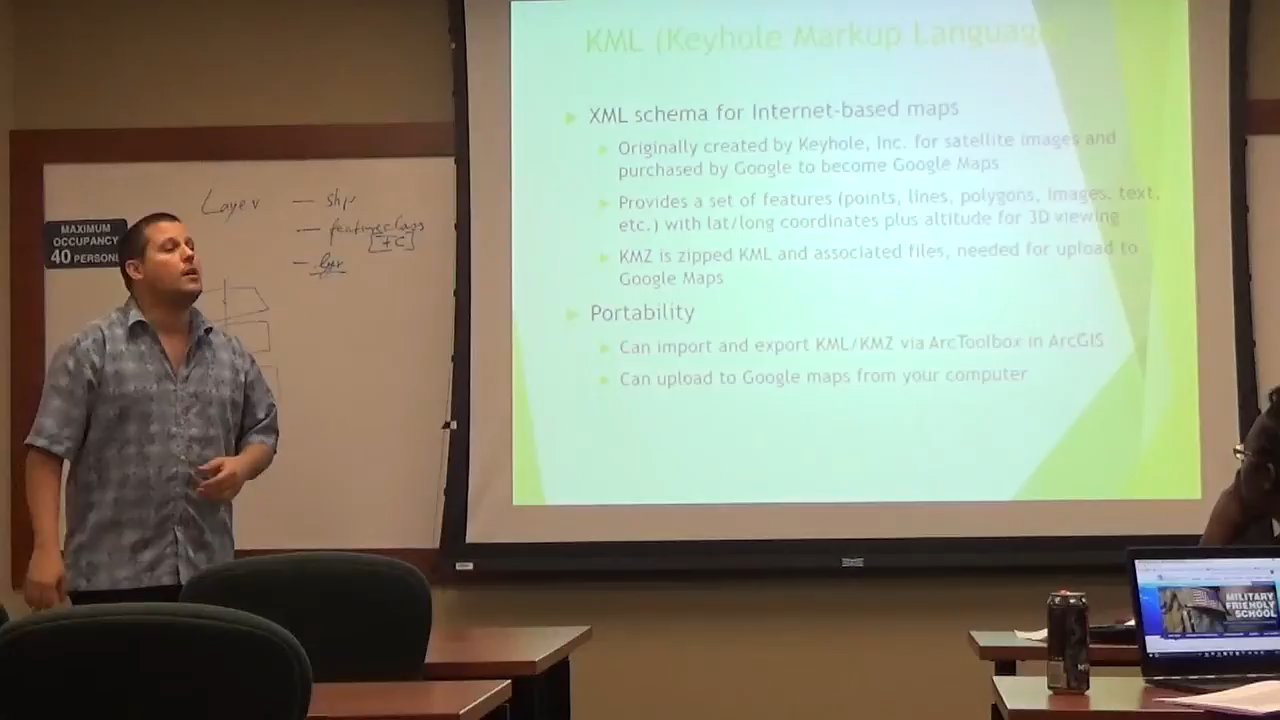 KML (Keyhole Markup Language)
XML schema for Internet-based maps
Originally created by Keyhole, Inc. for satellite images and
purchased by Google to become Google Maps
Provides a set of features (points, lines, polygons, images, text,
etc.) with lat/long coordinates plus altitude for 3D viewing
KMZ is zipped KML and associated files, needed for upload to
Google Maps
Portability
Can import and export KML/KMZ via ArcToolbox in ArcGIS
Can upload to Google maps from your computer
Layer — shp
— featureclass
FC
— lyr
MAXIMUM
OCCUPANCY
40 PERSON
MILITARY
FRIENDLY
SCHOOL